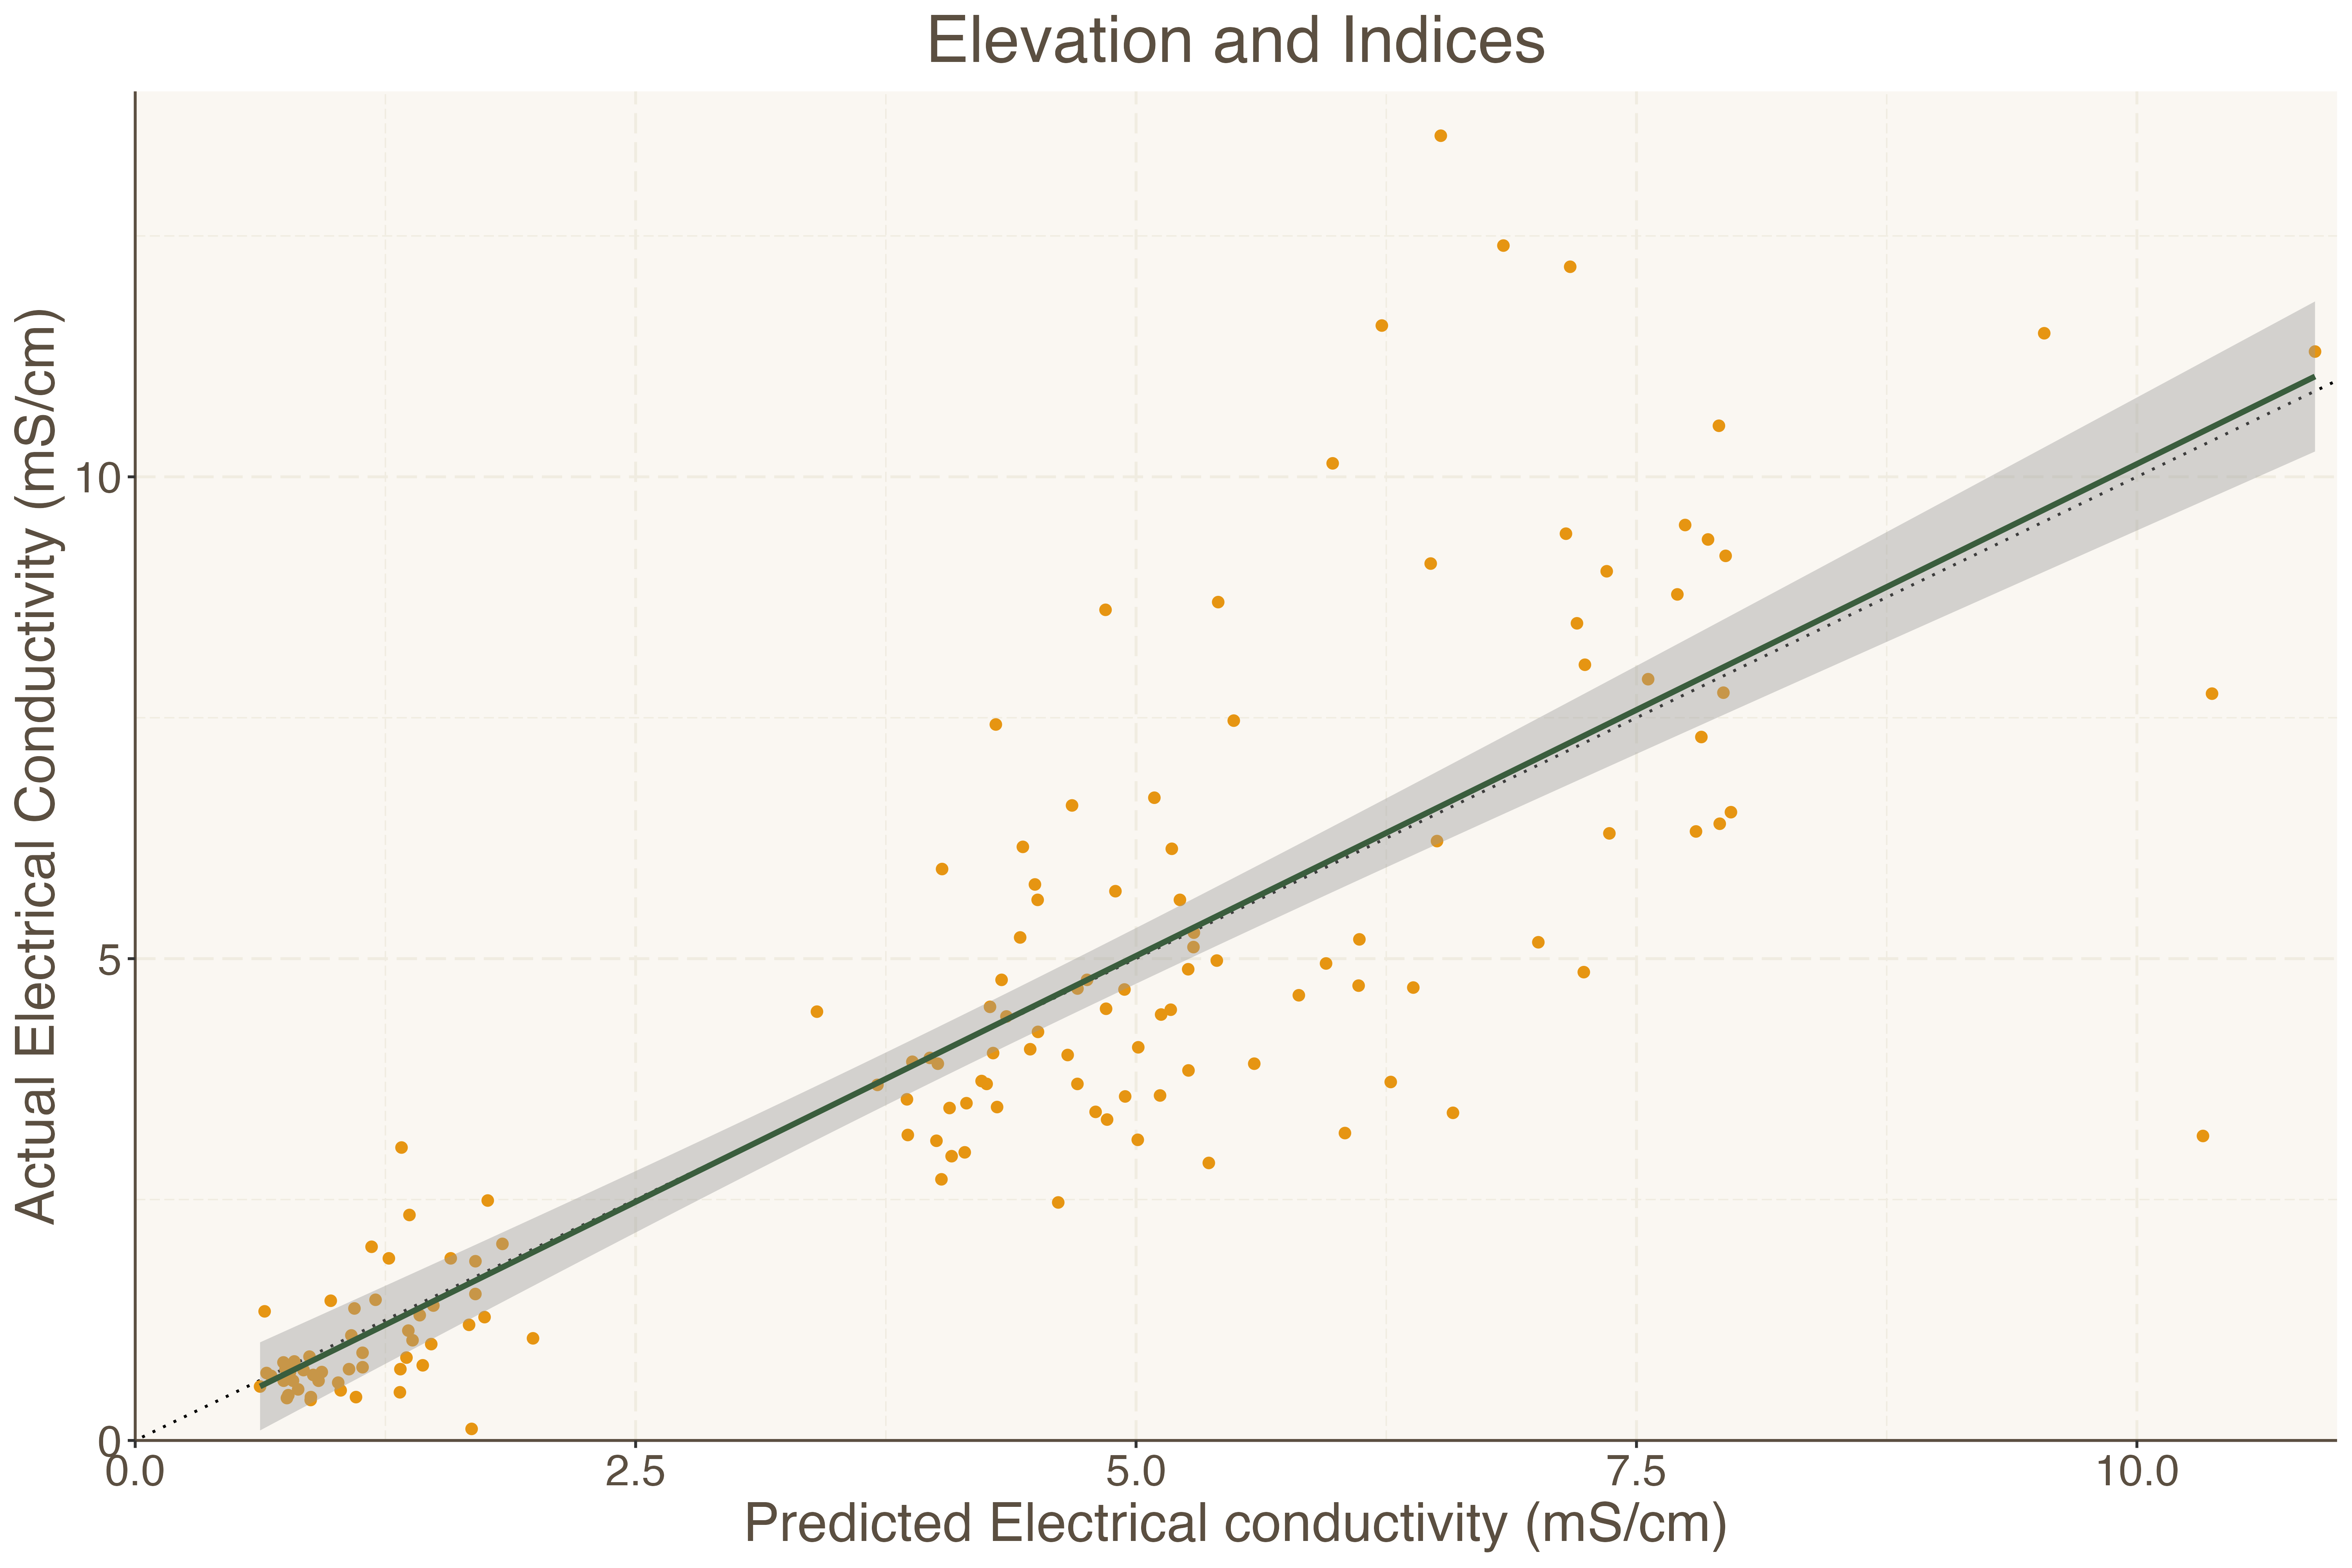 Elevation and Indices
Actual Electrical Conductivity (mS/cm)
10
5
0
0.0 2.5 5.0 7.5 10.0
Predicted Electrical conductivity (mS/cm)